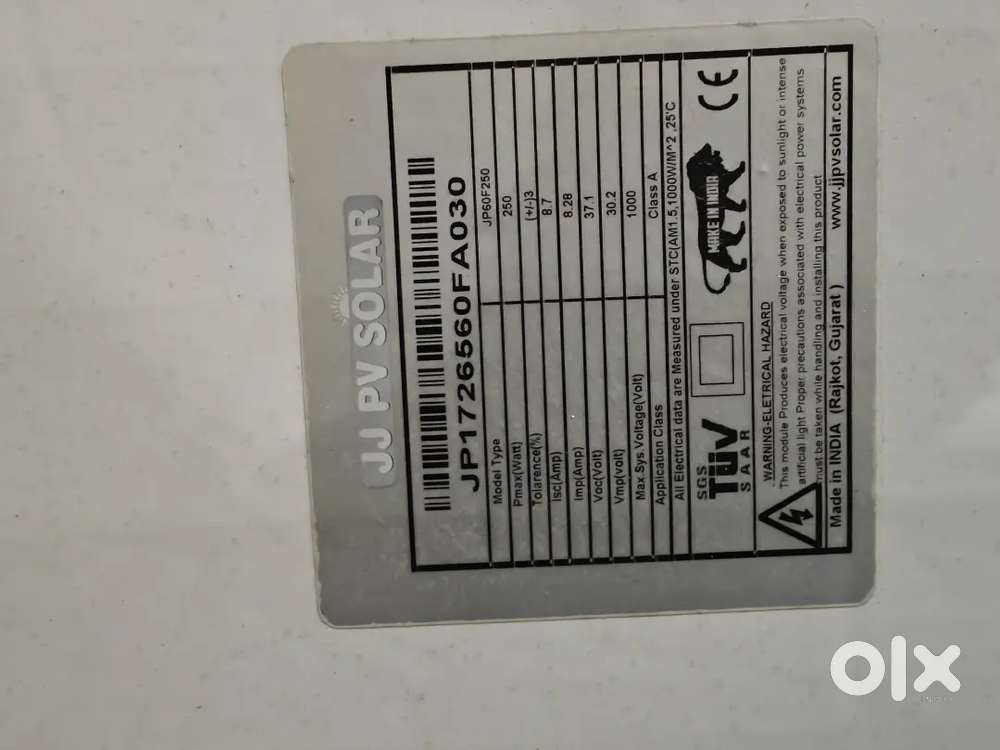 JJ PV SOLAR
JP1726560FA030
Model Type JP60F250
Pmax(Watt) 250
Tolarence(%) (+/-)3
Isc(Amp) 8.7
Imp(Amp) 8.28
Voc(Volt) 37.1
Vmp(volt) 30.2
Max.Sys.Voltage(Volt) 1000
Application Class Class A
All Electrical data are Measured under STC(AM1.5,1000W/M^2 ,25'C
SGS
TÜV
SAAR
MAKE IN INDIA
CE
WARNING-ELETRICAL HAZARD
This module Produces electrical voltage when exposed to sunlight or intense
artificial light Proper precautions associated with electrical power systems
must be taken while handling and installing this product
Made in INDIA (Rajkot, Gujarat ) www.jjpvsolar.com
olx